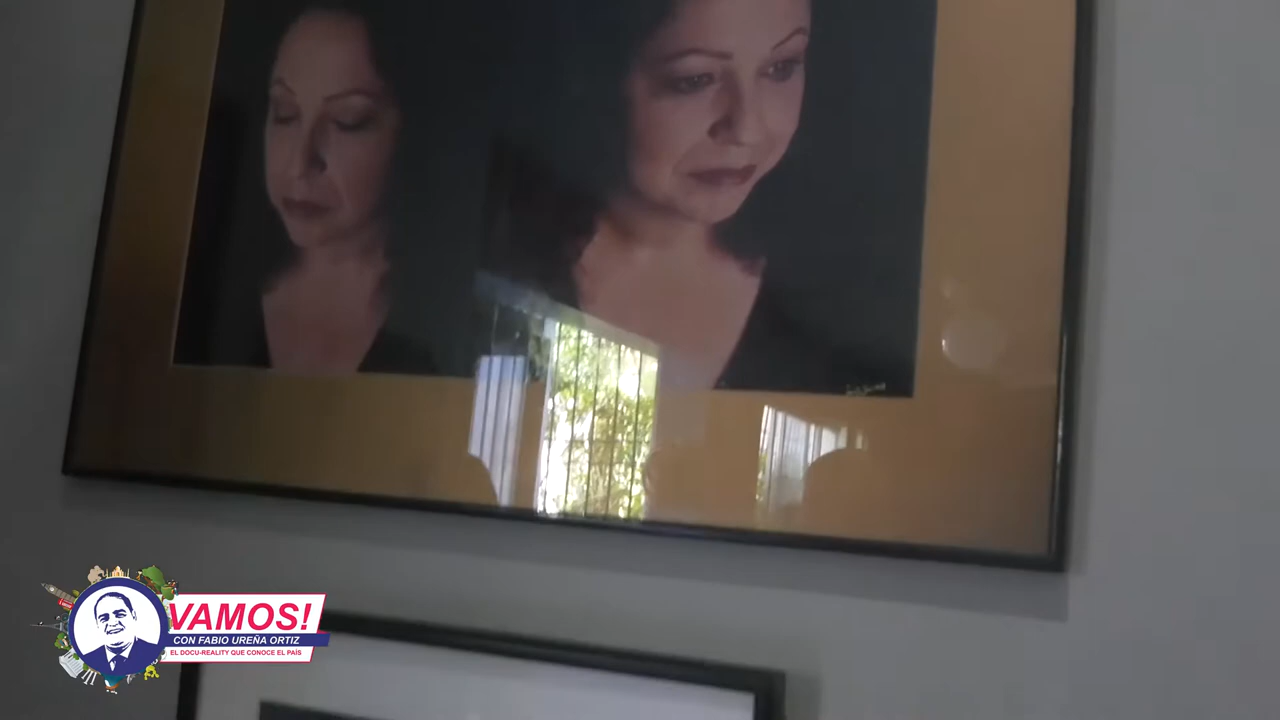 VAMOS!
CON FABIO UREÑA ORTIZ
EL DOCU-REALITY QUE CONOCE EL PAÍS